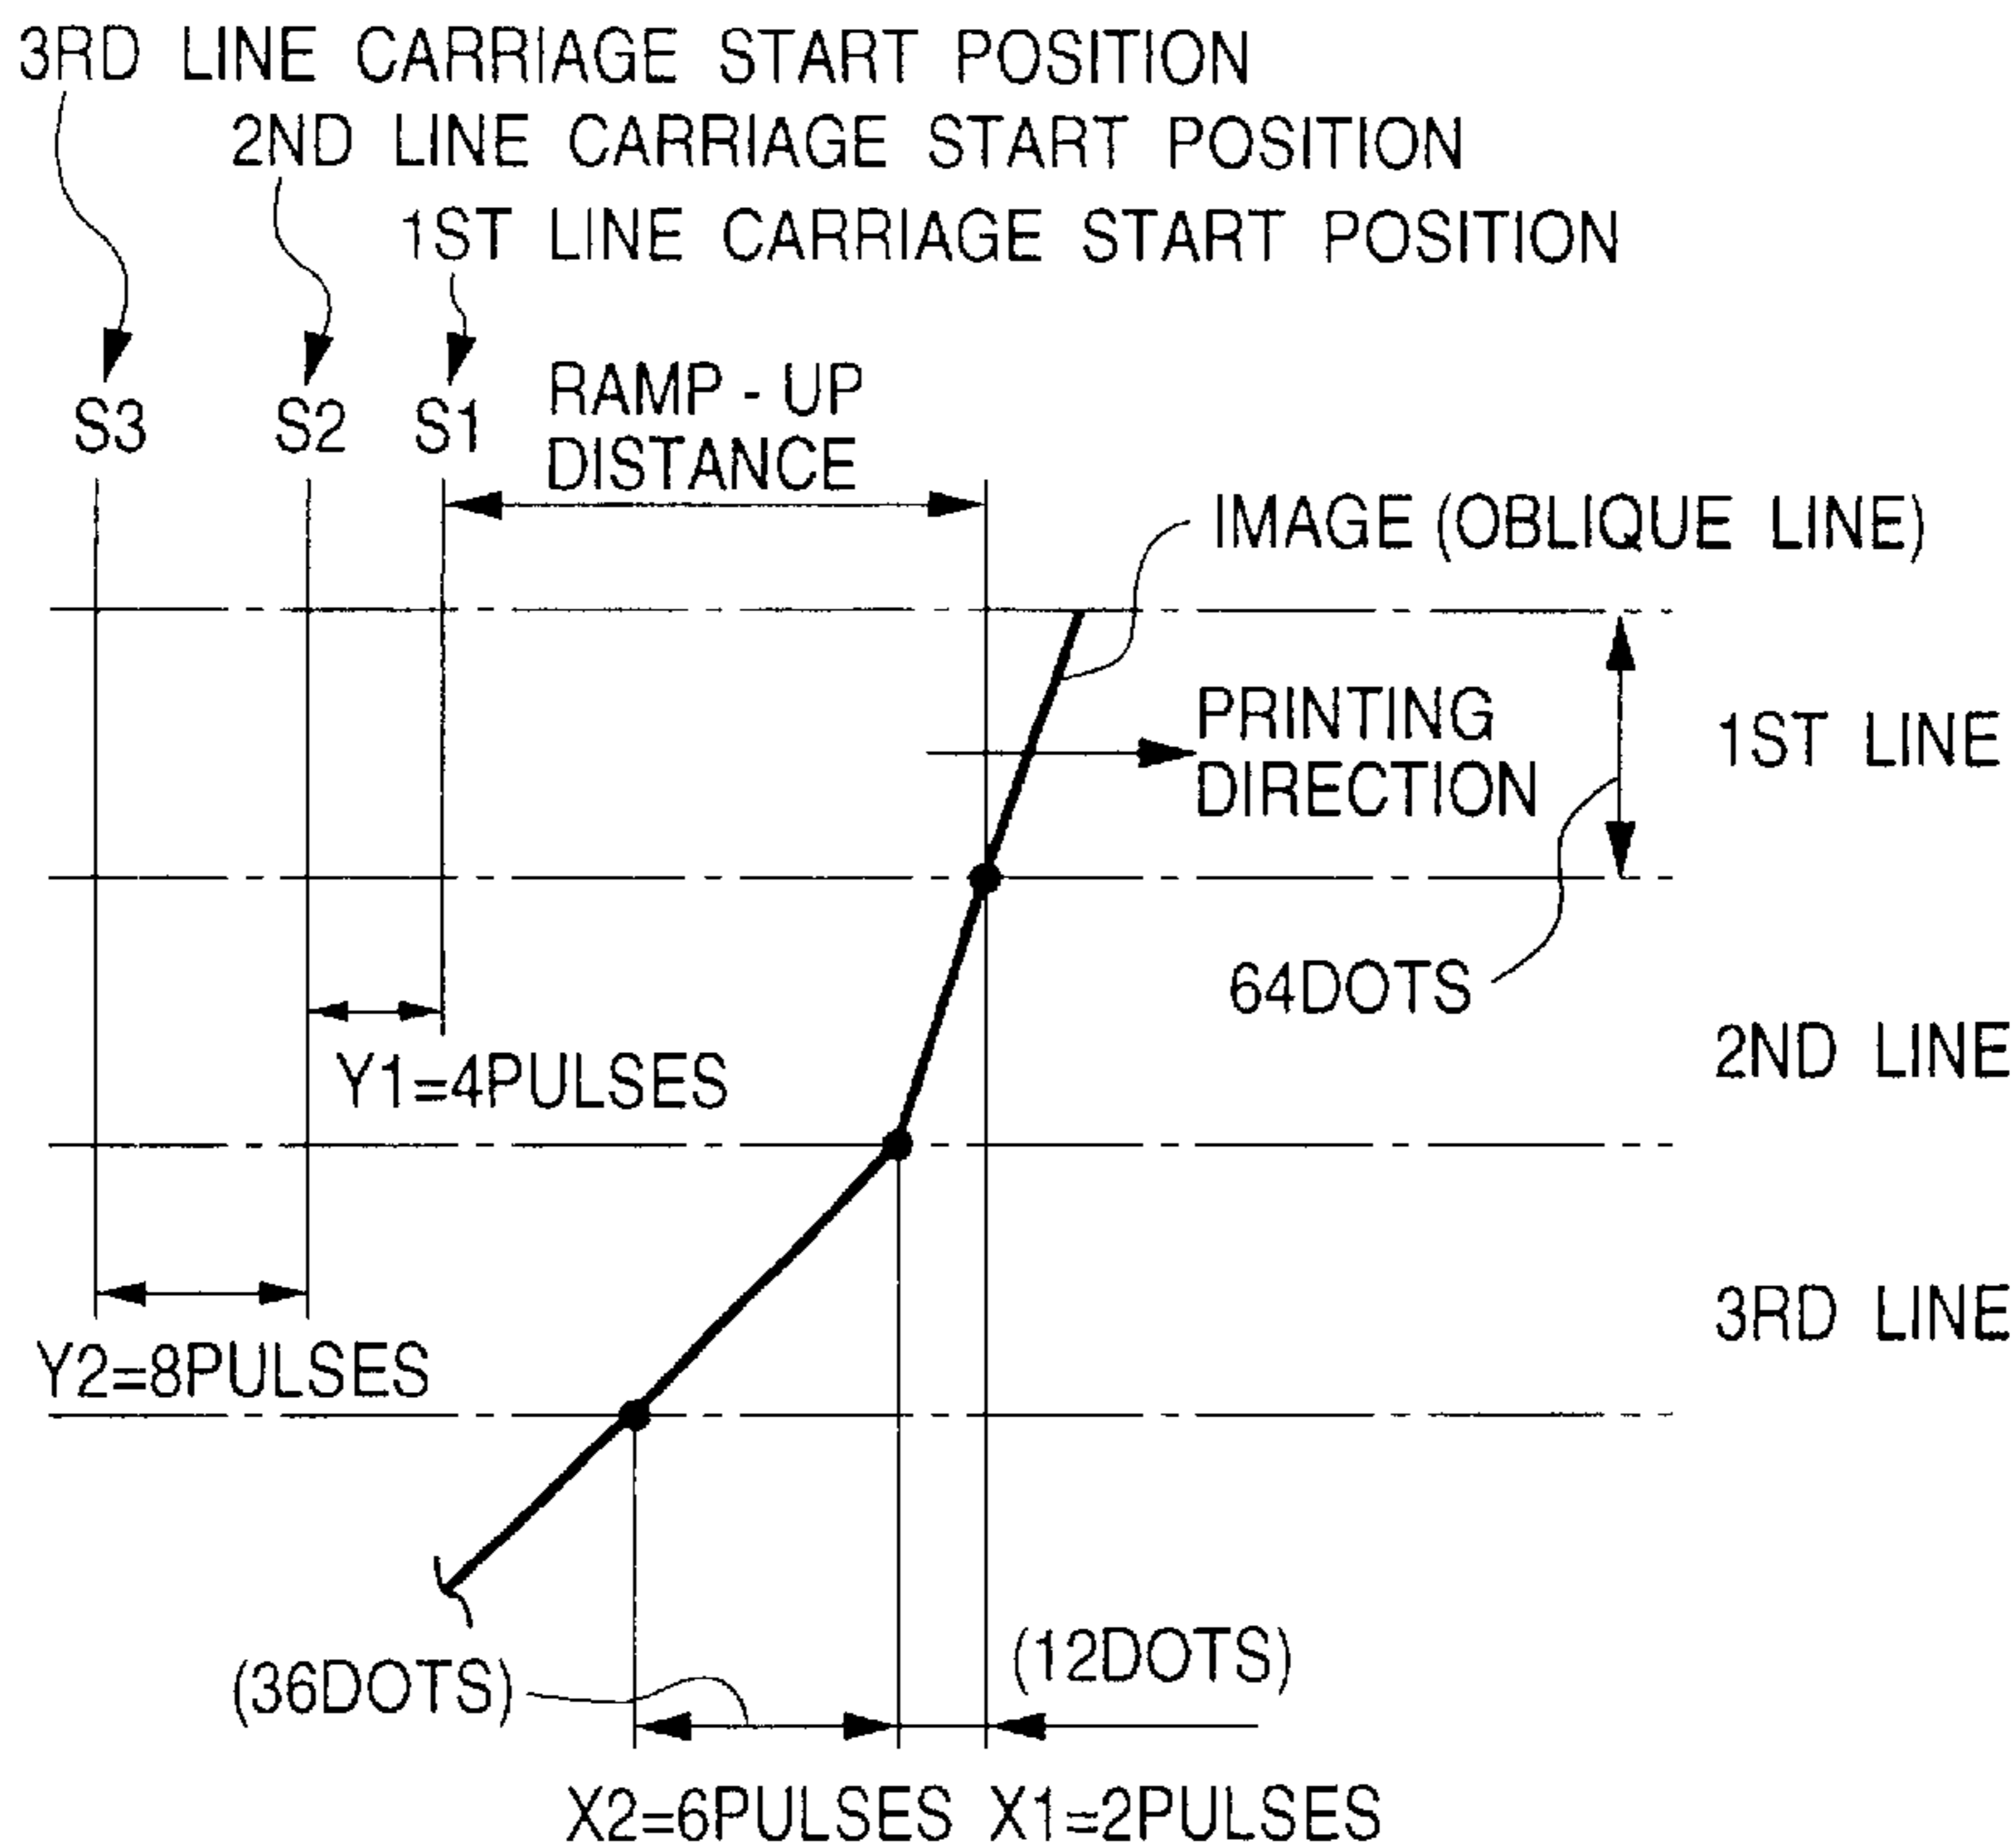 3RD LINE CARRIAGE START POSITION
2ND LINE CARRIAGE START POSITION
1ST LINE CARRIAGE START POSITION
S3
S2
S1
RAMP - UP
DISTANCE
IMAGE (OBLIQUE LINE)
PRINTING
DIRECTION
1ST LINE
64DOTS
2ND LINE
Y1=4PULSES
3RD LINE
Y2=8PULSES
(36DOTS)
(12DOTS)
X2=6PULSES X1=2PULSES